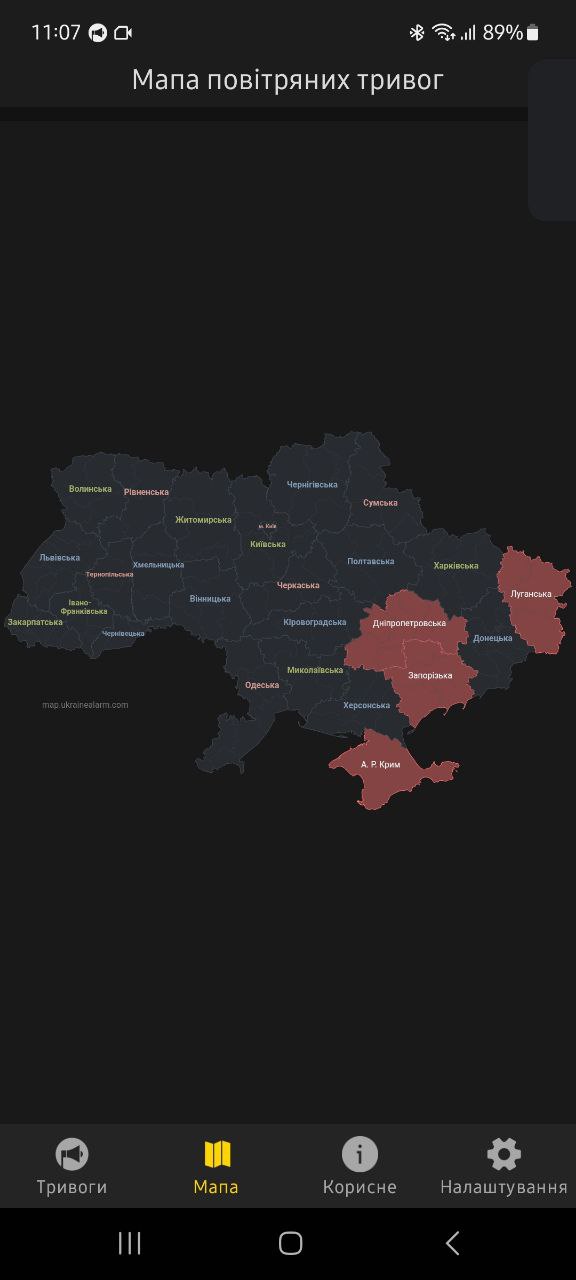 11:07
89%
Мапа повітряних тривог
Чернігівська
Волинська
Рівненська
Сумська
Житомирська
м. Київ
Київська
Львівська
Полтавська
Хмельницька
Харківська
Тернопільська
Черкаська
Луганська
Вінницька
Івано-
Франківська
Закарпатська
Кіровоградська
Дніпропетровська
Чернівецька
Донецька
Миколаївська
Запорізька
Одеська
map.ukrainealarm.com
Херсонська
А. Р. Крим
Тривоги
Мапа
Корисне
Налаштування